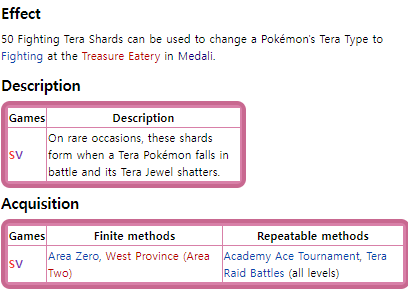 Effect
50 Fighting Tera Shards can be used to change a Pokémon's Tera Type to
Fighting at the Treasure Eatery in Medali.
Description
Games Description
On rare occasions, these shards
SV form when a Tera Pokémon falls in
battle and its Tera Jewel shatters.
Acquisition
Games Finite methods Repeatable methods
SV Area Zero, West Province (Area Academy Ace Tournament, Tera
Two) Raid Battles (all levels)